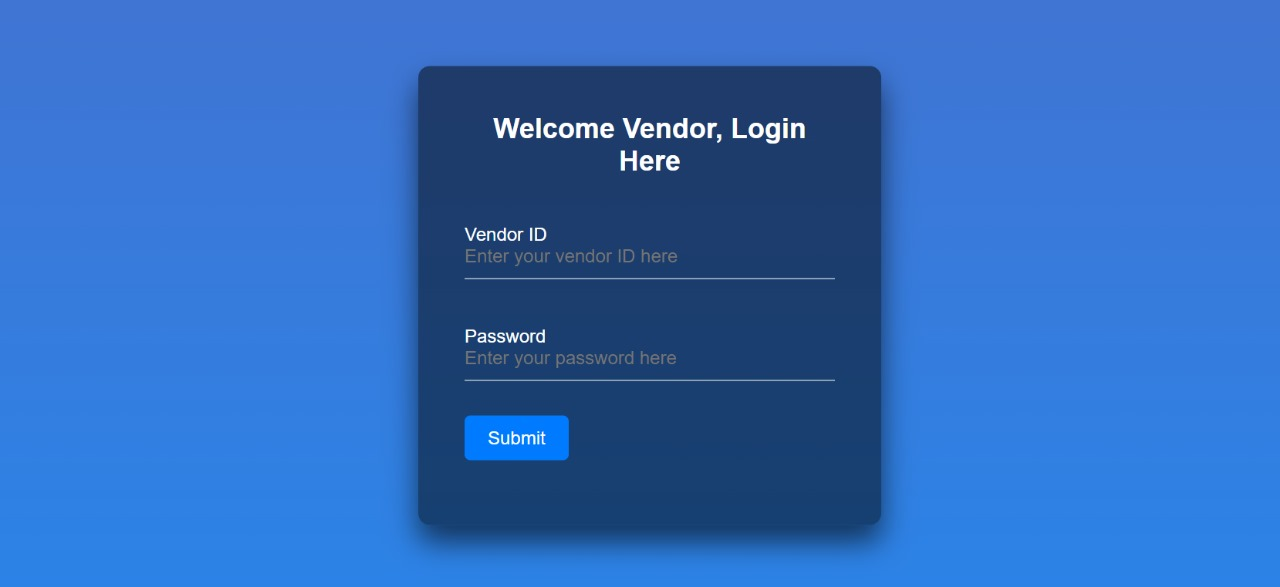 Welcome Vendor, Login
Here
Vendor ID
Enter your vendor ID here
Password
Enter your password here
Submit